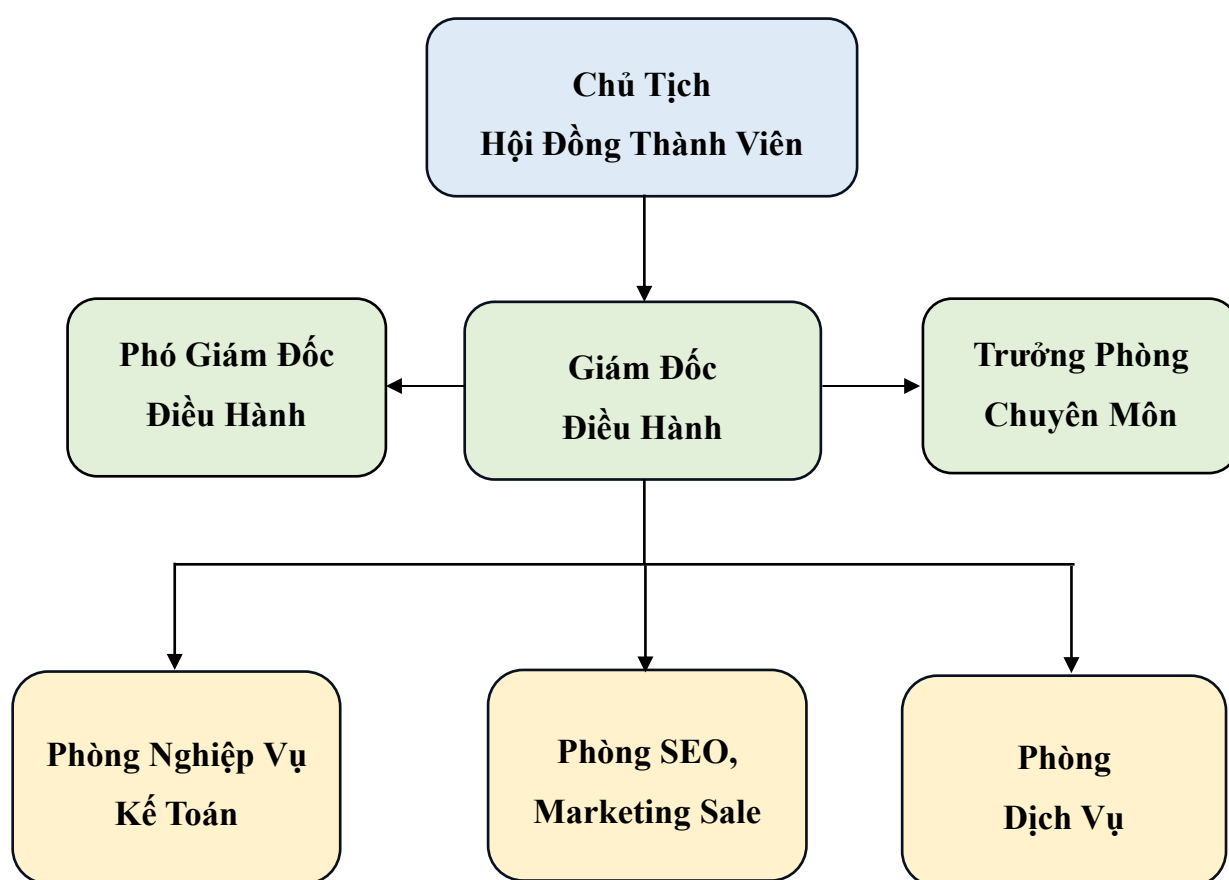 Chủ Tịch
Hội Đồng Thành Viên
Phó Giám Đốc
Điều Hành
Giám Đốc
Điều Hành
Trưởng Phòng
Chuyên Môn
Phòng Nghiệp Vụ
Kế Toán
Phòng SEO,
Marketing Sale
Phòng
Dịch Vụ